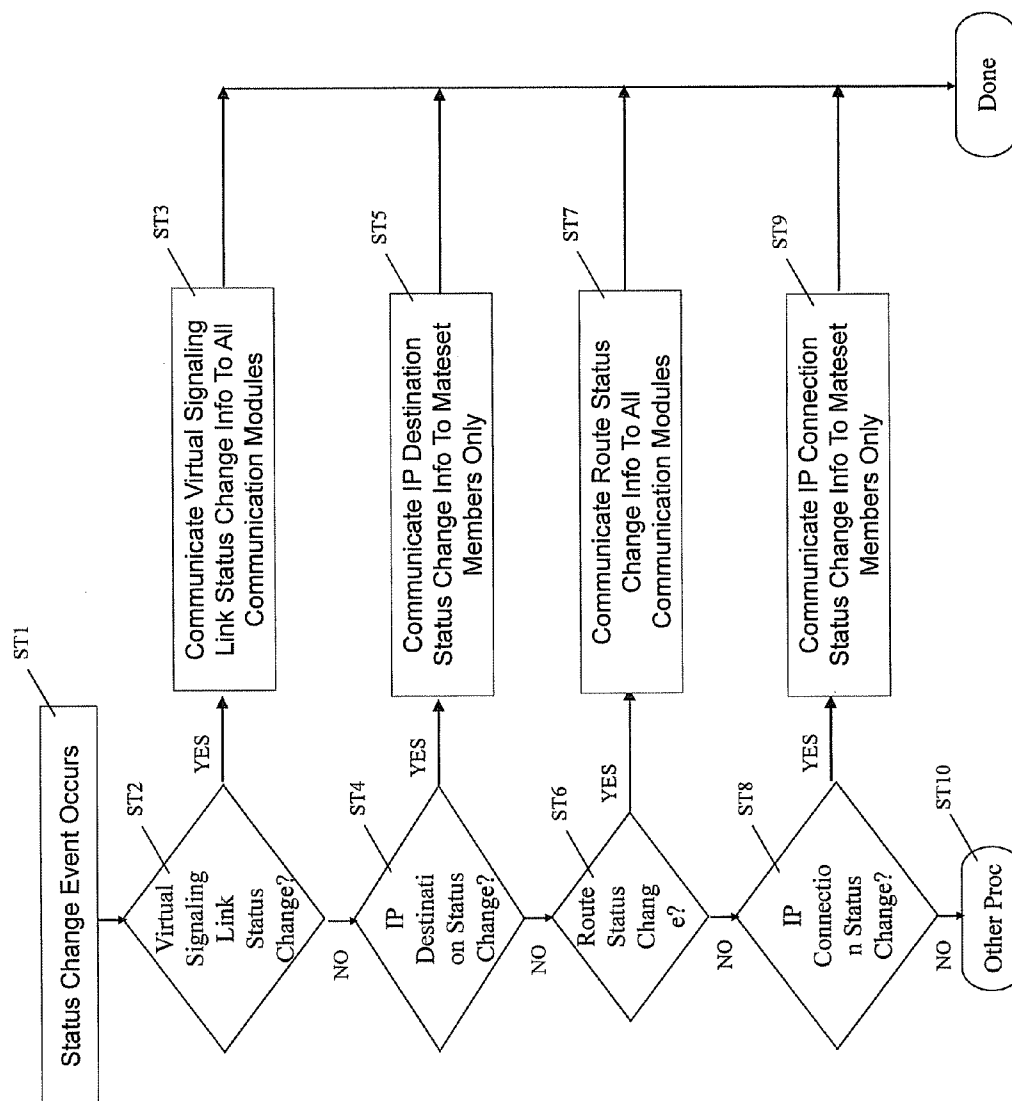 ST1
Status Change Event Occurs
ST2
Virtual
Signaling
Link
Status
Change?
YES
NO
ST3
Communicate Virtual Signaling
Link Status Change Info To All
Communication Modules
ST4
IP
Destinati
on Status
Change?
YES
NO
ST5
Communicate IP Destination
Status Change Info To Mateset
Members Only
ST6
Route
Status
Chang
e?
YES
NO
ST7
Communicate Route Status
Change Info To All
Communication Modules
ST8
IP
Connectio
n Status
Change?
YES
NO
ST9
Communicate IP Connection
Status Change Info To Mateset
Members Only
ST10
Other Proc
Done